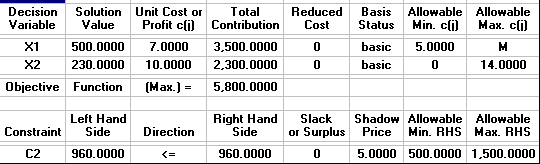 Decision Solution Unit Cost or Total Reduced Basis Allowable Allowable
Variable Value Profit c(j) Contribution Cost Status Min. c(j) Max. c(j)
X1 500.0000 7.0000 3,500.0000 0 basic 5.0000 M
X2 230.0000 10.0000 2,300.0000 0 basic 0 14.0000
Objective Function (Max.) = 5,800.0000
Left Hand Right Hand Slack Shadow Allowable Allowable
Constraint Side Direction Side or Surplus Price Min. RHS Max. RHS
C2 960.0000 <= 960.0000 0 5.0000 500.0000 1,500.0000